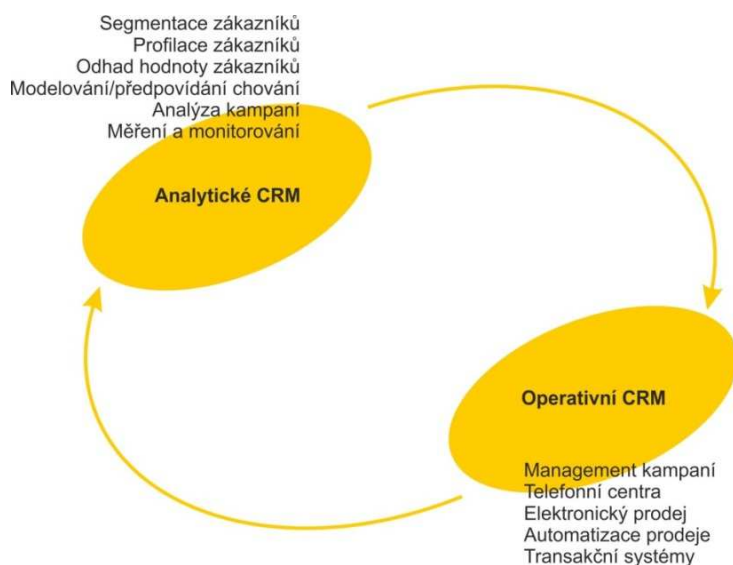 Segmentace zákazníků
Profilace zákazníků
Odhad hodnoty zákazníků
Modelování/předpovídání chování
Analýza kampaní
Měření a monitorování
Analytické CRM
Operativní CRM
Management kampaní
Telefonní centra
Elektronický prodej
Automatizace prodeje
Transakční systémy